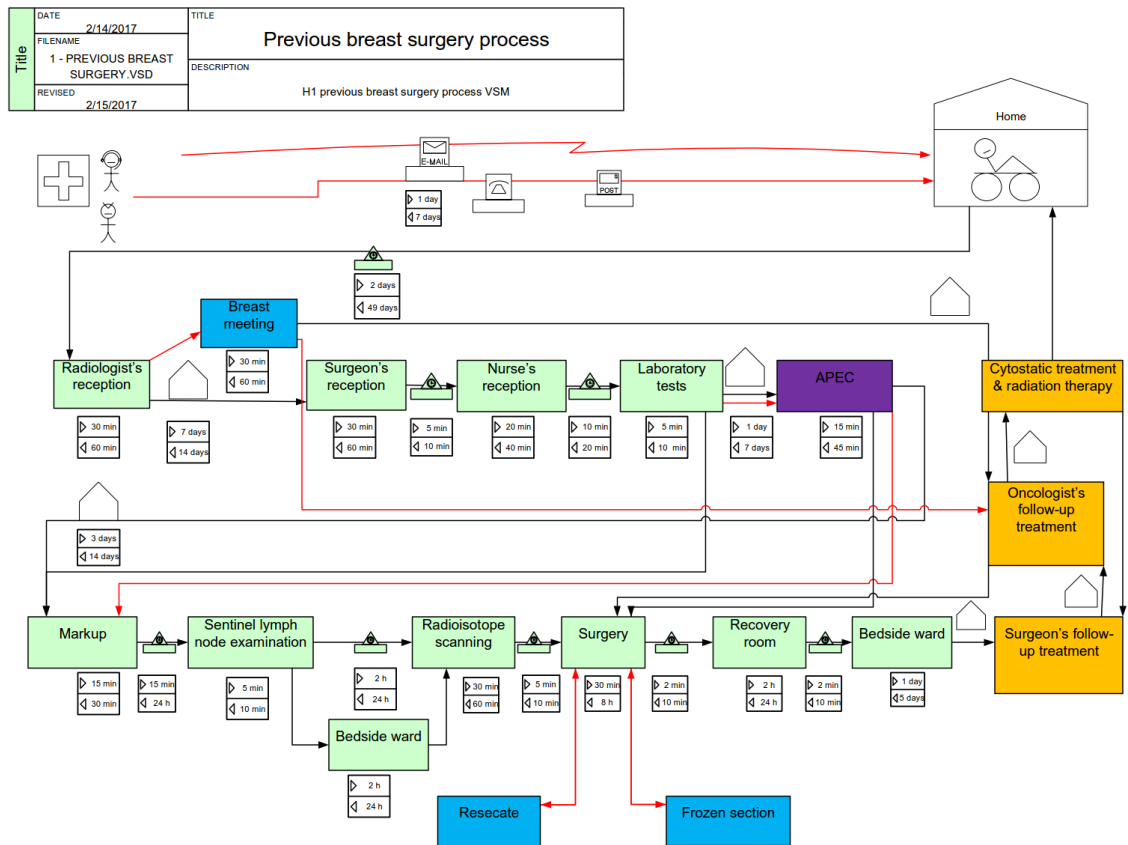 Title
DATE
2/14/2017
FILENAME
1 - PREVIOUS BREAST
SURGERY.VSD
REVISED
2/15/2017
TITLE
Previous breast surgery process
DESCRIPTION
H1 previous breast surgery process VSM
Home
E-MAIL
POST
1 day
7 days
2 days
49 days
Breast
meeting
30 min
60 min
Radiologist's
reception
30 min
60 min
7 days
14 days
Surgeon's
reception
30 min
60 min
5 min
10 min
Nurse's
reception
20 min
40 min
10 min
20 min
Laboratory
tests
5 min
10 min
1 day
7 days
APEC
15 min
45 min
Cytostatic treatment
& radiation therapy
Oncologist's
follow-up
treatment
3 days
14 days
Markup
15 min
30 min
15 min
24 h
Sentinel lymph
node examination
5 min
10 min
2 h
24 h
Radioisotope
scanning
30 min
60 min
5 min
10 min
Surgery
30 min
8 h
2 min
10 min
Recovery
room
2 h
24 h
2 min
10 min
Bedside ward
1 day
5 days
Surgeon's follow-
up treatment
Bedside ward
2 h
24 h
Resecate
Frozen section